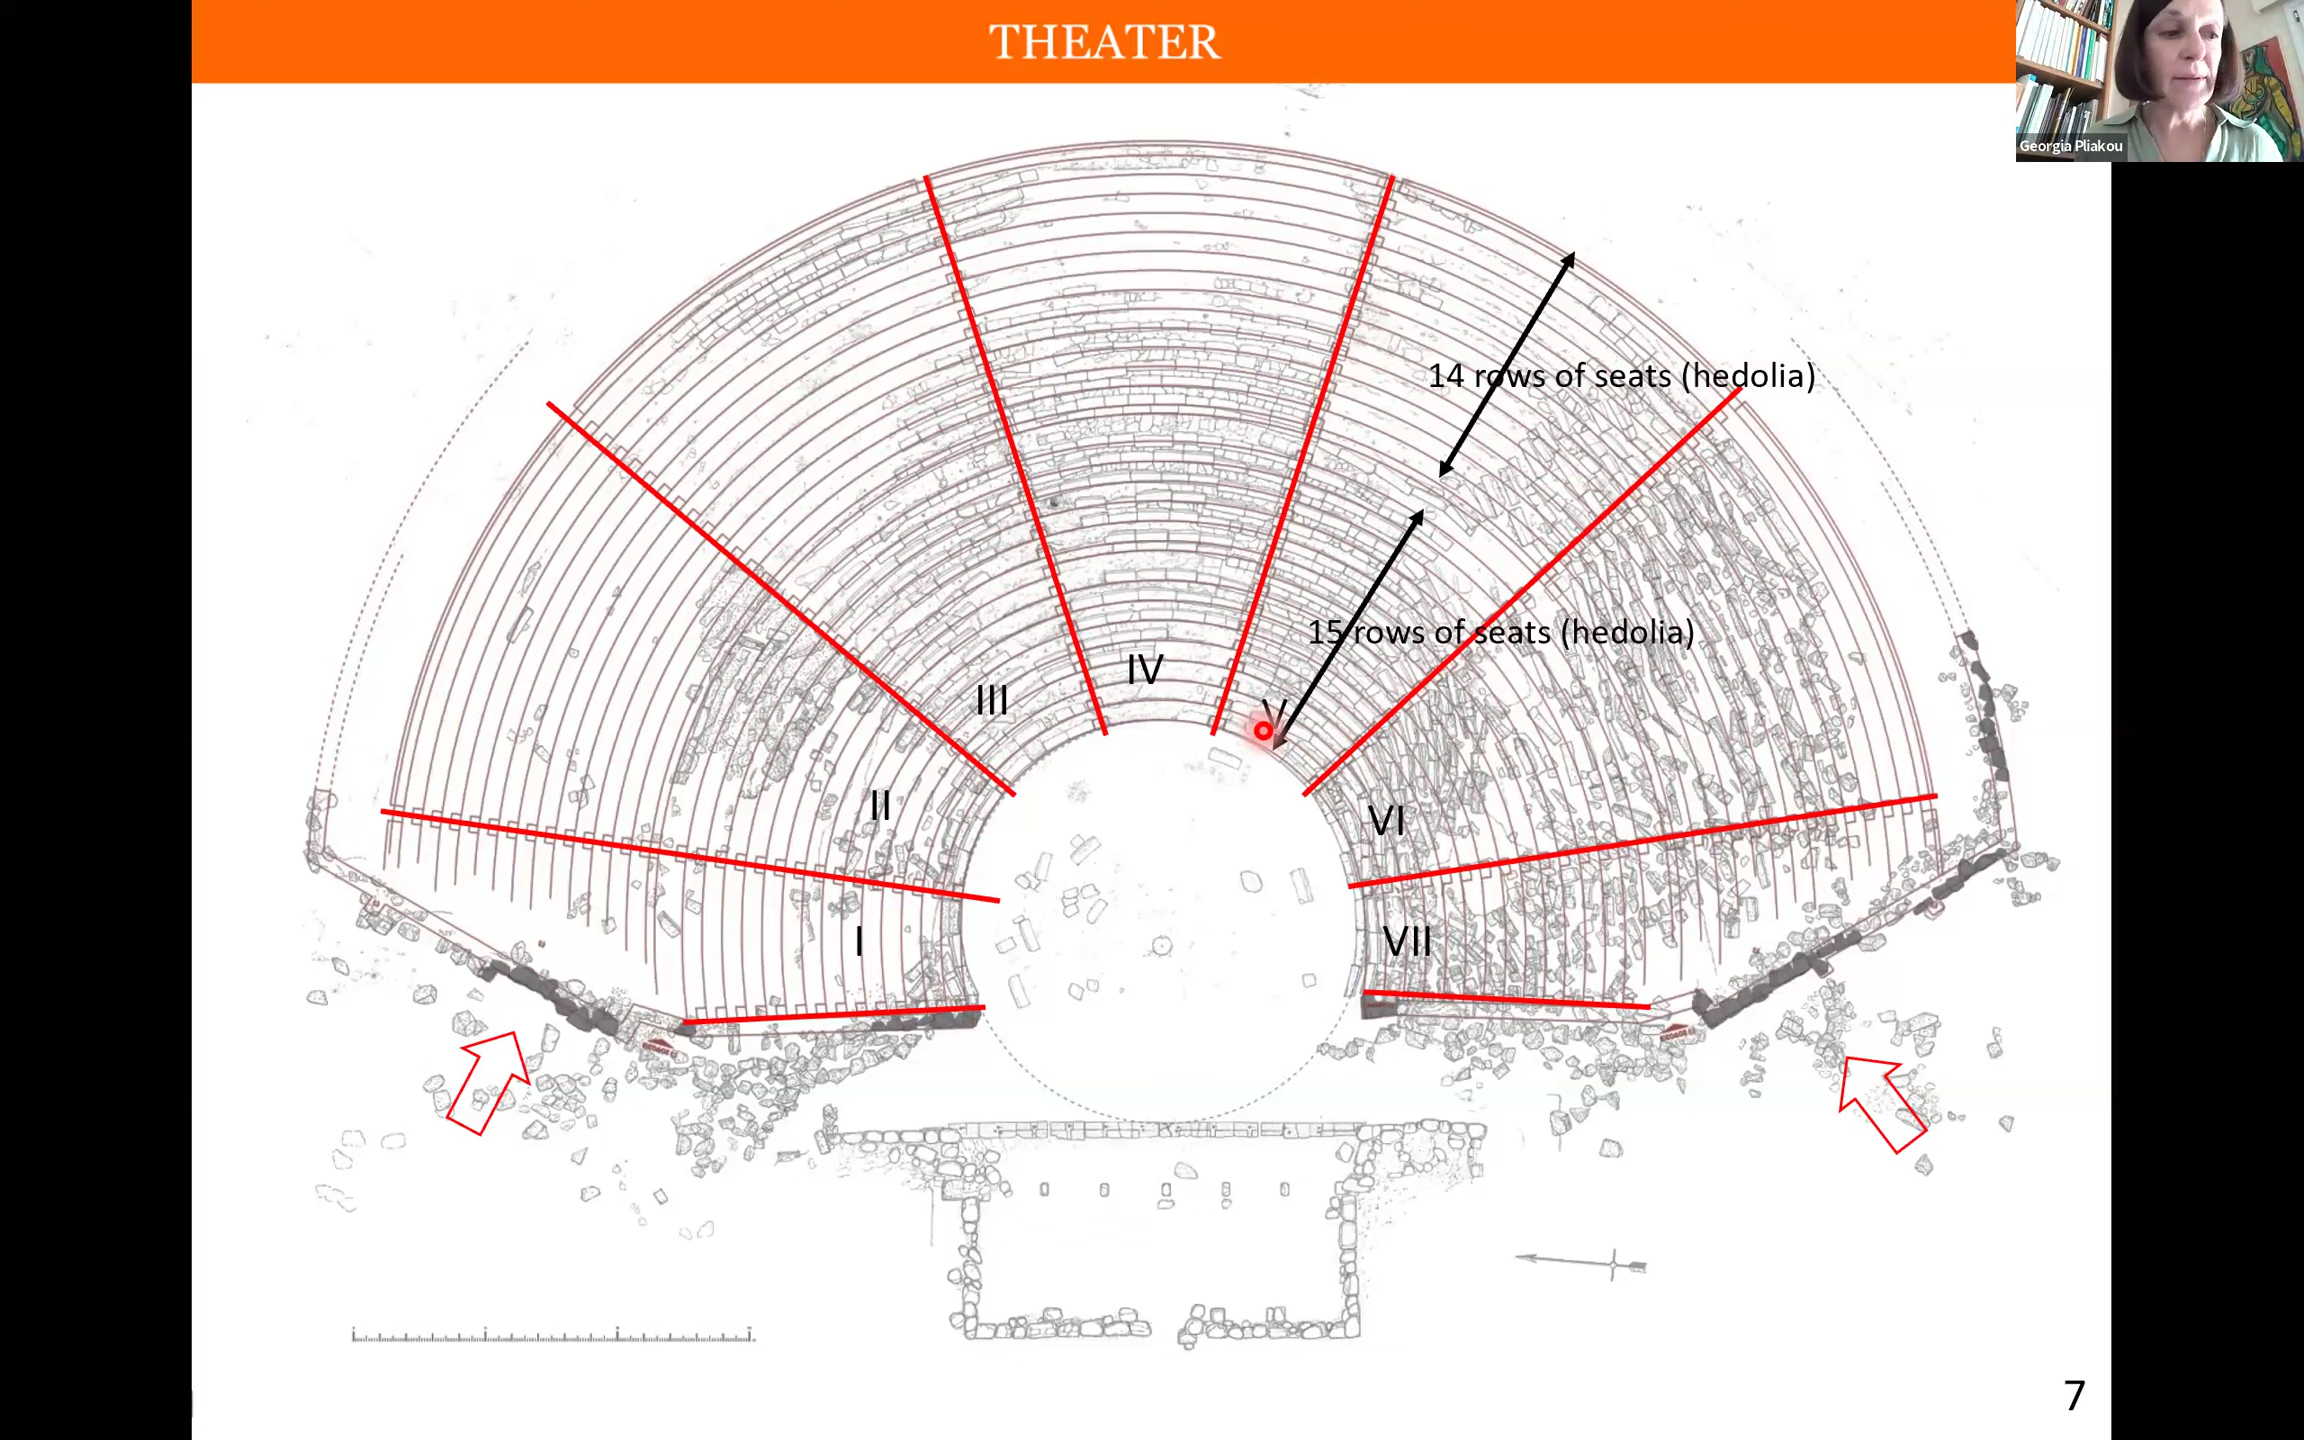 THEATER
Georgia Pliakou
14 rows of seats (hedolia)
15 rows of seats (hedolia)
IV
III
V
II
VI
I
VII
7